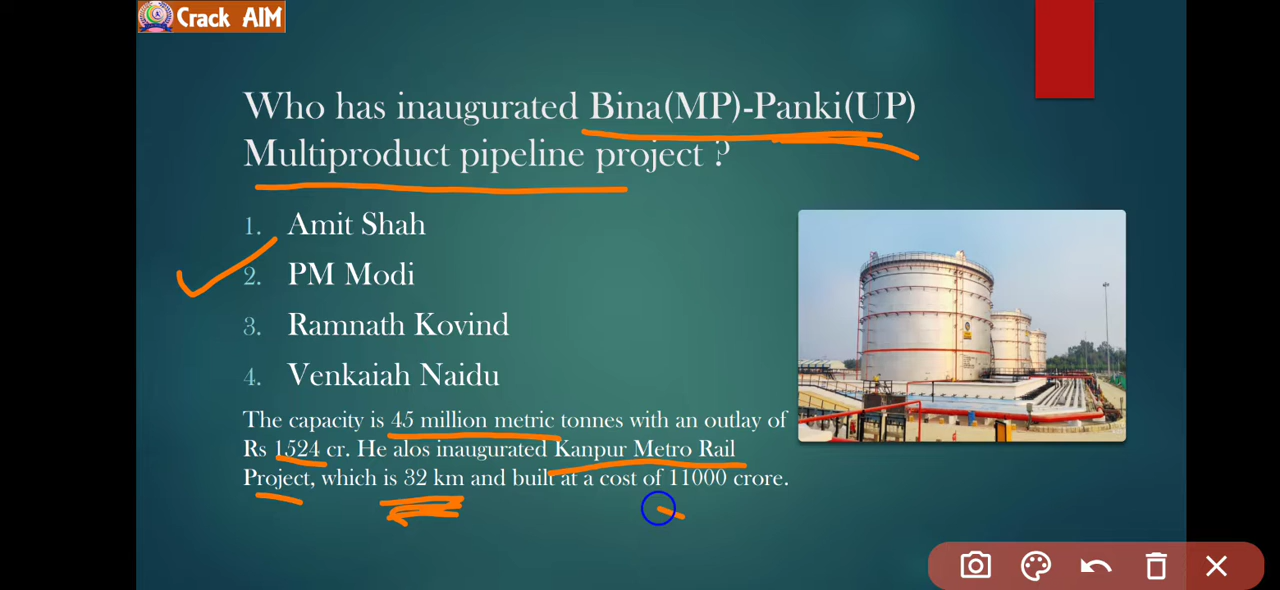 Crack AIM
Who has inaugurated Bina(MP)-Panki(UP)
Multiproduct pipeline project ?
1. Amit Shah
2. PM Modi
3. Ramnath Kovind
4. Venkaiah Naidu
The capacity is 45 million metric tonnes with an outlay of
Rs 1524 cr. He alos inaugurated Kanpur Metro Rail
Project, which is 32 km and built at a cost of 11000 crore.